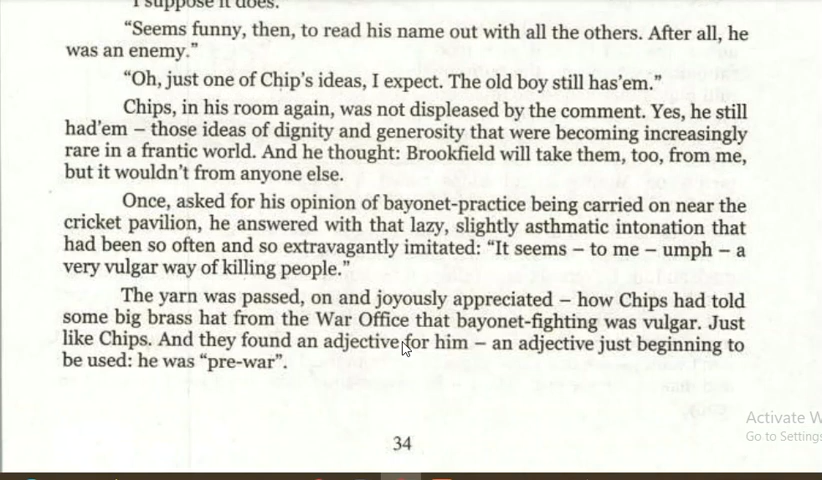 I suppose it does.
“Seems funny, then, to read his name out with all the others. After all, he
was an enemy.”
“Oh, just one of Chip’s ideas, I expect. The old boy still has’em.”
Chips, in his room again, was not displeased by the comment. Yes, he still
had’em – those ideas of dignity and generosity that were becoming increasingly
rare in a frantic world. And he thought: Brookfield will take them, too, from me,
but it wouldn’t from anyone else.
Once, asked for his opinion of bayonet-practice being carried on near the
cricket pavilion, he answered with that lazy, slightly asthmatic intonation that
had been so often and so extravagantly imitated: “It seems – to me – umph – a
very vulgar way of killing people.”
The yarn was passed, on and joyously appreciated – how Chips had told
some big brass hat from the War Office that bayonet-fighting was vulgar. Just
like Chips. And they found an adjective for him – an adjective just beginning to
be used: he was “pre-war”.
Activate W
Go to Settings
34